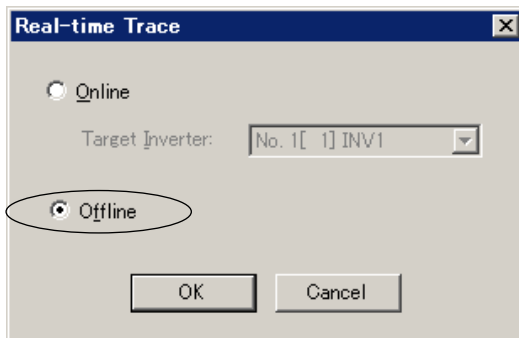 Real-time Trace
Online
Target Inverter: No. 1[ 1] INV1
Offline
OK Cancel